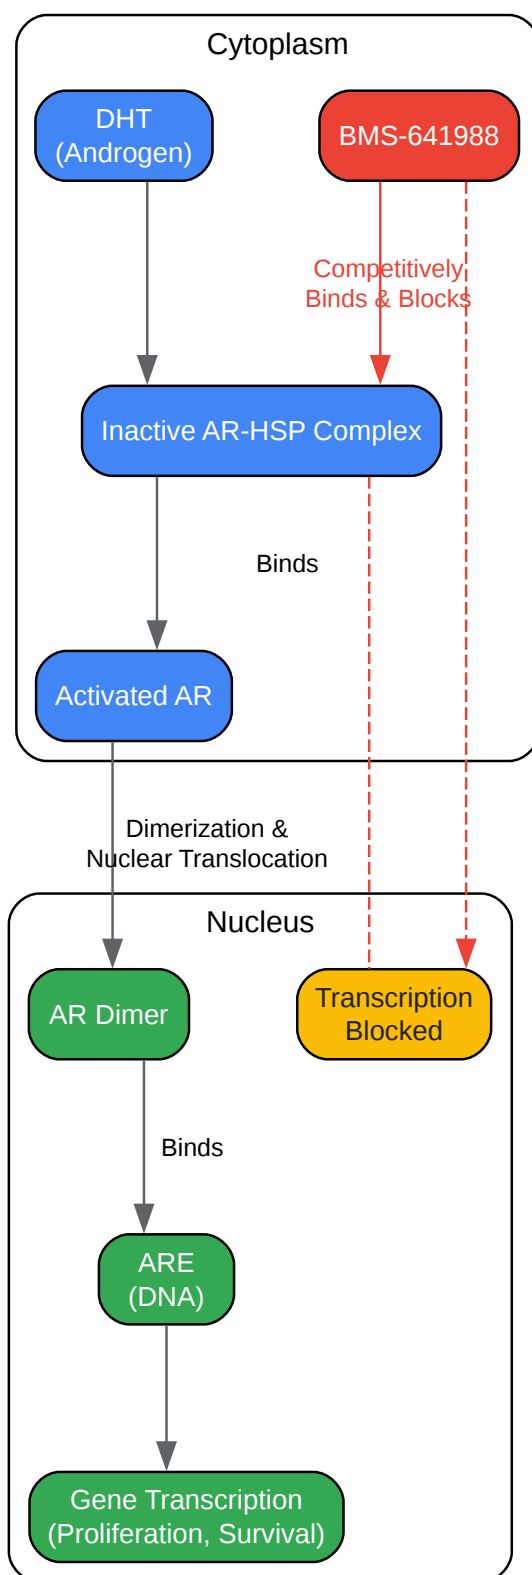 Cytoplasm
DHT
(Androgen)
BMS-641988
Competitively
Binds & Blocks
Inactive AR-HSP Complex
Binds
Activated AR
Dimerization &
Nuclear Translocation
Nucleus
AR Dimer
Transcription
Blocked
Binds
ARE
(DNA)
Gene Transcription
(Proliferation, Survival)